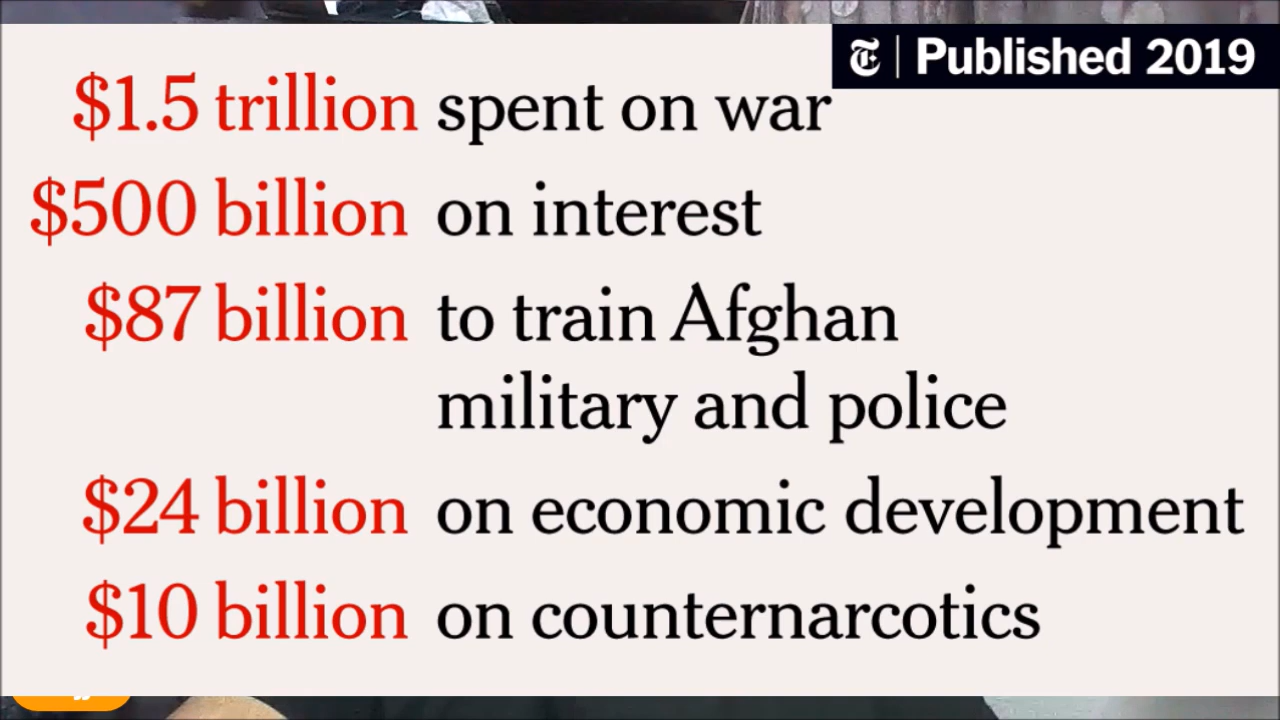 T | Published 2019
$1.5 trillion spent on war
$500 billion on interest
$87 billion to train Afghan
military and police
$24 billion on economic development
$10 billion on counternarcotics